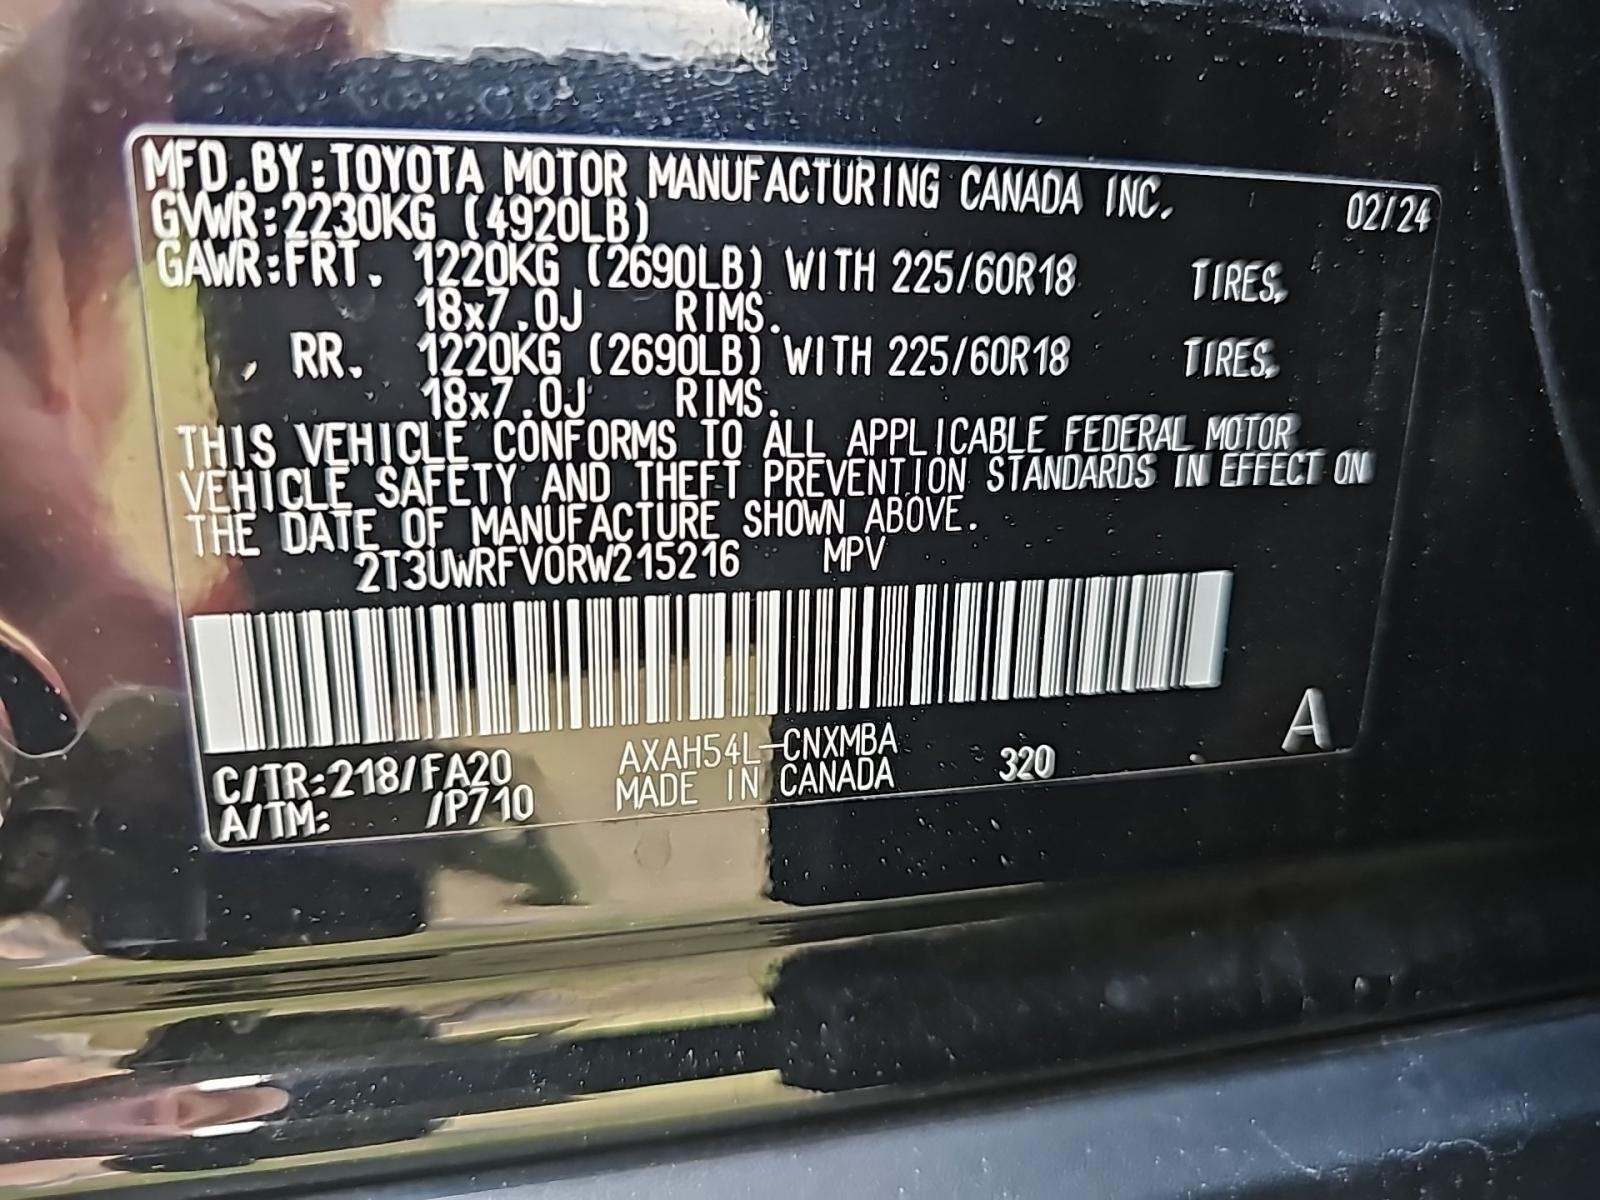 MFD.BY:TOYOTA MOTOR MANUFACTURING CANADA INC. 02/24
GVWR:2230KG (4920LB)
GAWR:FRT. 1220KG (2690LB) WITH 225/60R18 TIRES,
18x7.0J RIMS.
RR. 1220KG (2690LB) WITH 225/60R18 TIRES,
18x7.0J RIMS.
THIS VEHICLE CONFORMS TO ALL APPLICABLE FEDERAL MOTOR
VEHICLE SAFETY AND THEFT PREVENTION STANDARDS IN EFFECT ON
THE DATE OF MANUFACTURE SHOWN ABOVE.
2T3UWRFV0RW215216 MPV
A
C/TR:218/FA20 AXAH54L-CNXMBA 320
A/TM: /P710 MADE IN CANADA